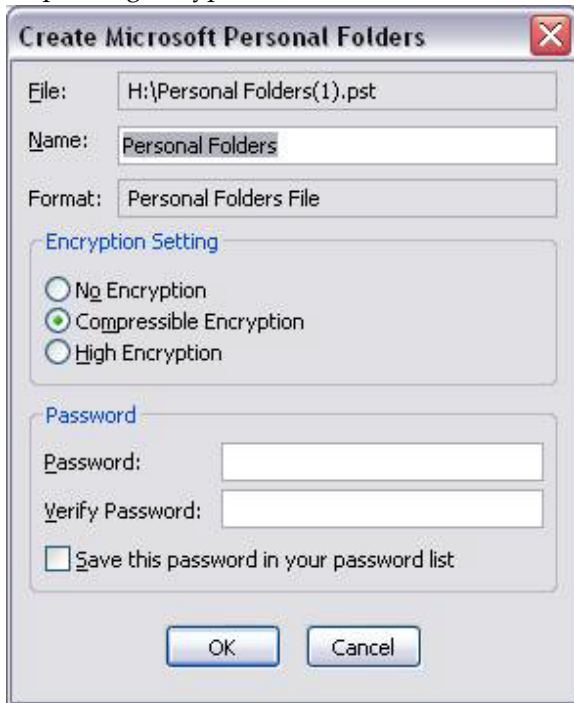 Create Microsoft Personal Folders
File: H:\Personal Folders(1).pst
Name: Personal Folders
Format: Personal Folders File
Encryption Setting
No Encryption
Compressible Encryption
High Encryption
Password
Password:
Verify Password:
Save this password in your password list
OK Cancel